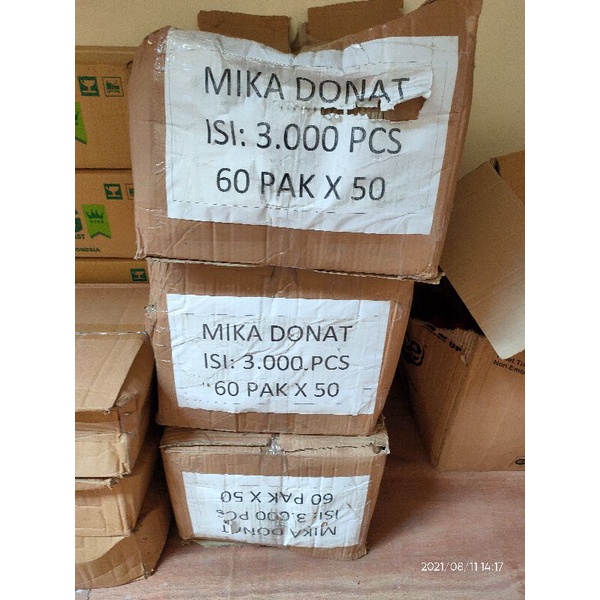 MIKA DONAT
ISI: 3.000 PCS
60 PAK X 50
MIKA DONAT
ISI: 3.000 PCS
60 PAK X 50
MIKA DONAT
ISI: 3.000 PCS
60 PAK X 50
2021/06/11 14:17